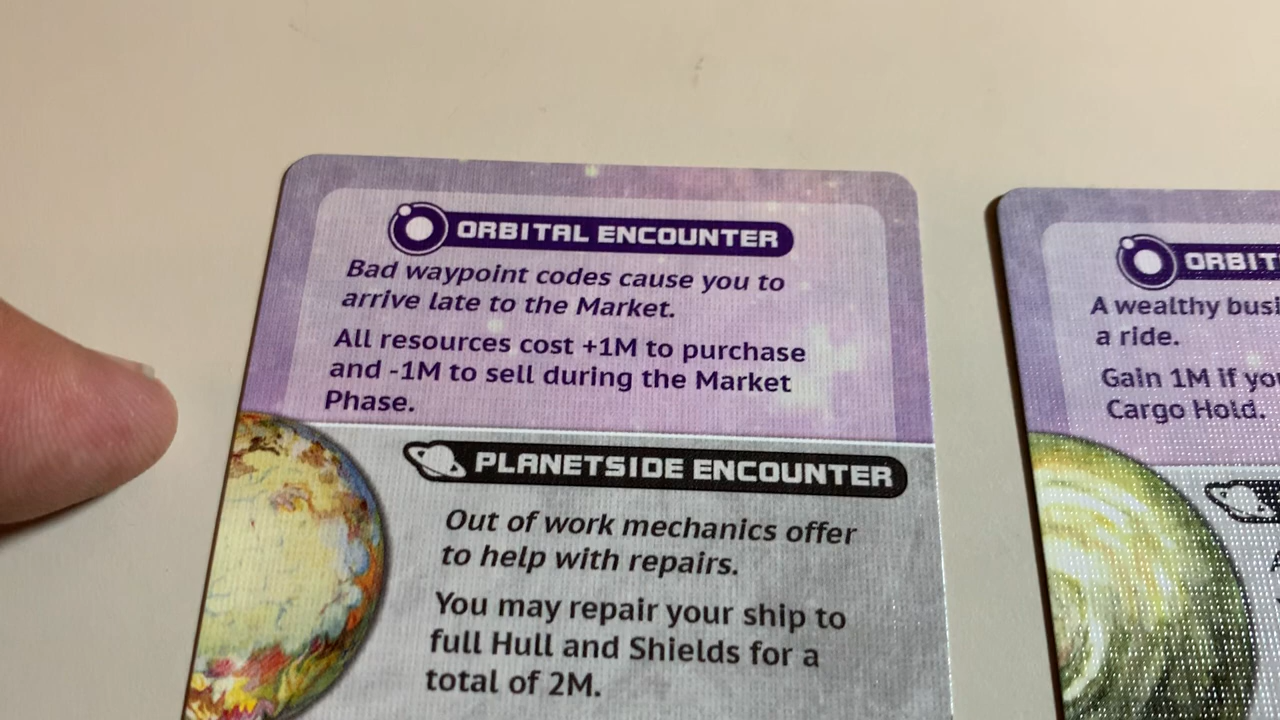 ORBITAL ENCOUNTER
Bad waypoint codes cause you to
arrive late to the Market.
All resources cost +1M to purchase
and -1M to sell during the Market
Phase.
PLANETSIDE ENCOUNTER
Out of work mechanics offer
to help with repairs.
You may repair your ship to
full Hull and Shields for a
total of 2M.
A wealthy
a ride.
Gain 1M if
Cargo Hold.